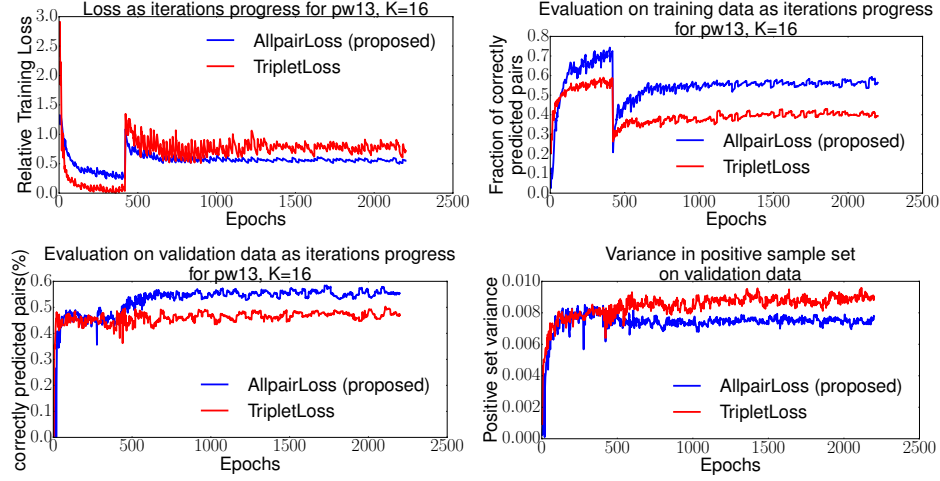 Loss as iterations progress for pw13, K=16
Relative Training Loss
3.0
2.5
2.0
1.5
1.0
0.5
0.0
AllpairLoss (proposed)
TripletLoss
0
500
1000
1500
2000
2500
Epochs
Evaluation on training data as iterations progress
for pw13, K=16
Fraction of correctly
predicted pairs
0.8
0.7
0.6
0.5
0.4
0.3
0.2
0.1
0.0
AllpairLoss (proposed)
TripletLoss
0
500
1000
1500
2000
2500
Epochs
Evaluation on validation data as iterations progress
for pw13, K=16
correctly predicted pairs(%)
0.6
0.5
0.4
0.3
0.2
0.1
0.0
AllpairLoss (proposed)
TripletLoss
0
500
1000
1500
2000
2500
Epochs
Variance in positive sample set
on validation data
Positive set variance
0.010
0.008
0.006
0.004
0.002
0.000
AllpairLoss (proposed)
TripletLoss
0
500
1000
1500
2000
2500
Epochs